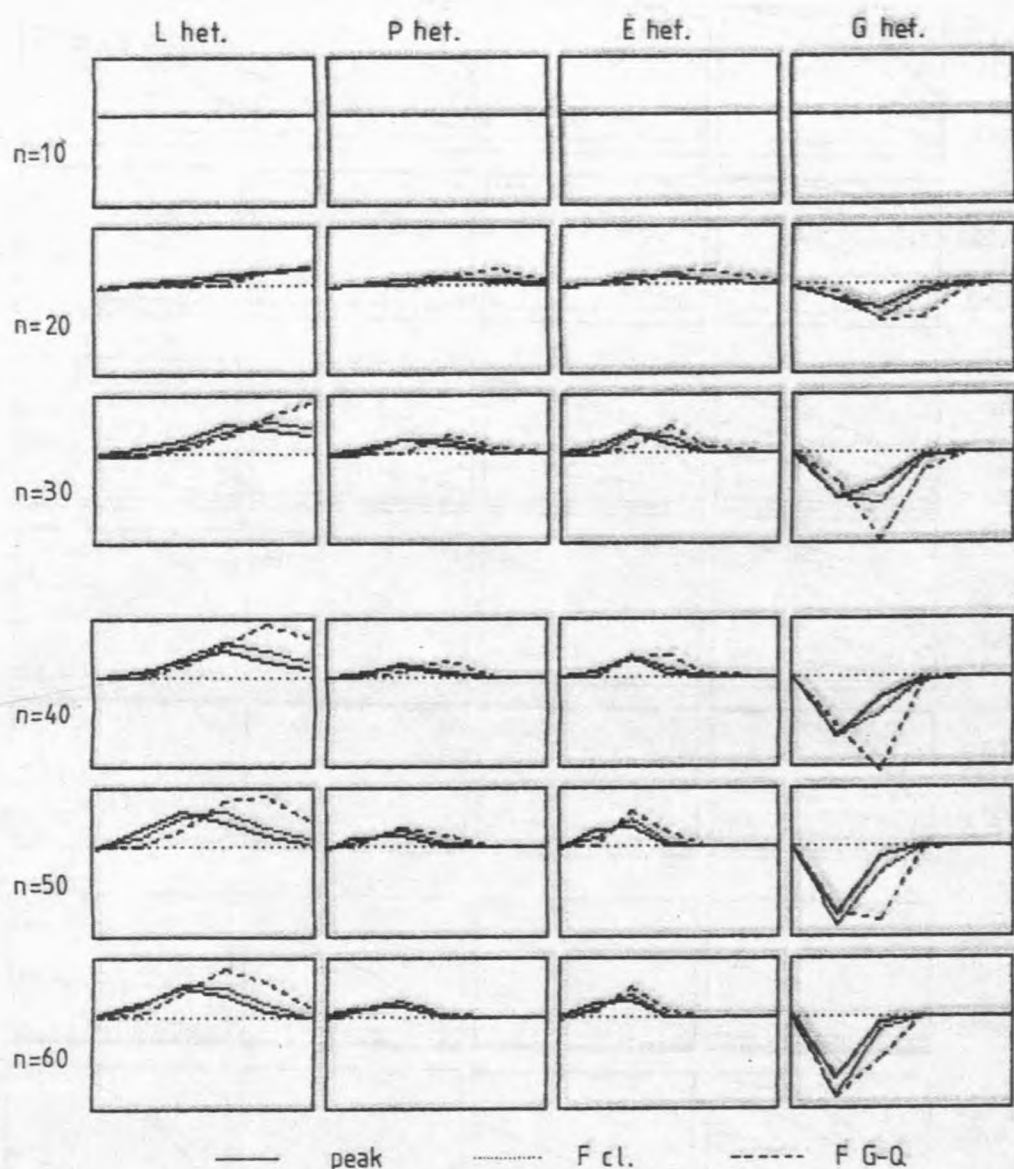 L het. P het. E het. G het.
n=10
n=20
n=30
n=40
n=50
n=60
peak F cl. F G-Q